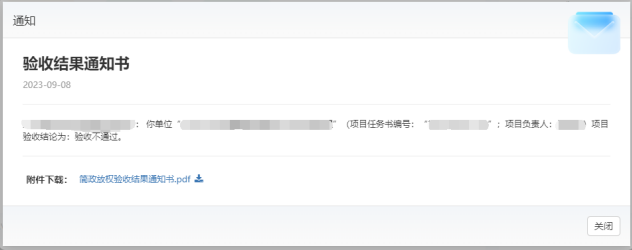 通知
验收结果通知书
2023-09-08
：你单位“”（项目任务书编号：“”；项目负责人：）项目
验收结论为：验收不通过。
附件下载： 简政放权验收结果通知书.pdf
关闭